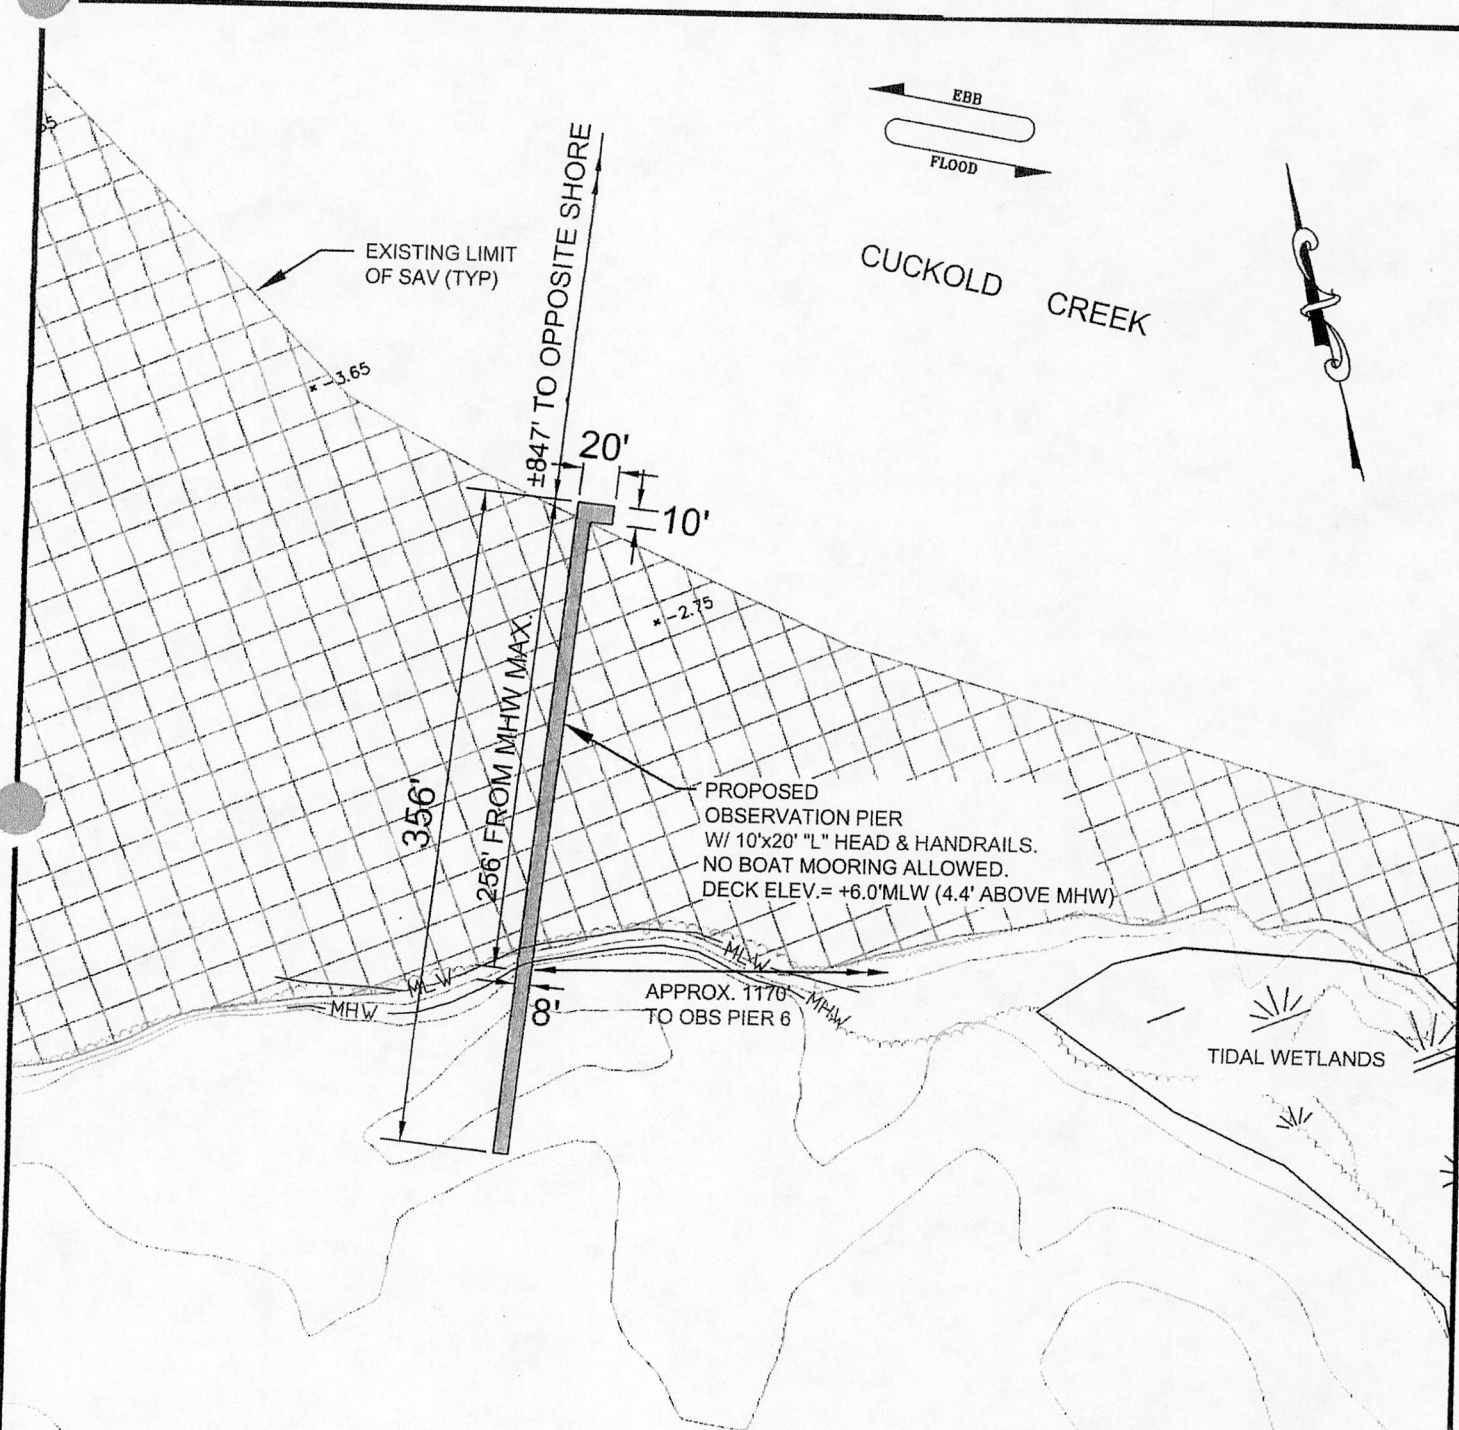 EBB
FLOOD
CUCKOLD CREEK
EXISTING LIMIT
OF SAV (TYP)
±847' TO OPPOSITE SHORE
-3.65
20'
10'
-2.75
356'
256' FROM MHW MAX.
PROPOSED
OBSERVATION PIER
W/ 10'x20' "L" HEAD & HANDRAILS.
NO BOAT MOORING ALLOWED.
DECK ELEV.= +6.0'MLW (4.4' ABOVE MHW)
MLW
MLW
MHW
MHW
8'
APPROX. 1170'
TO OBS PIER 6
TIDAL WETLANDS